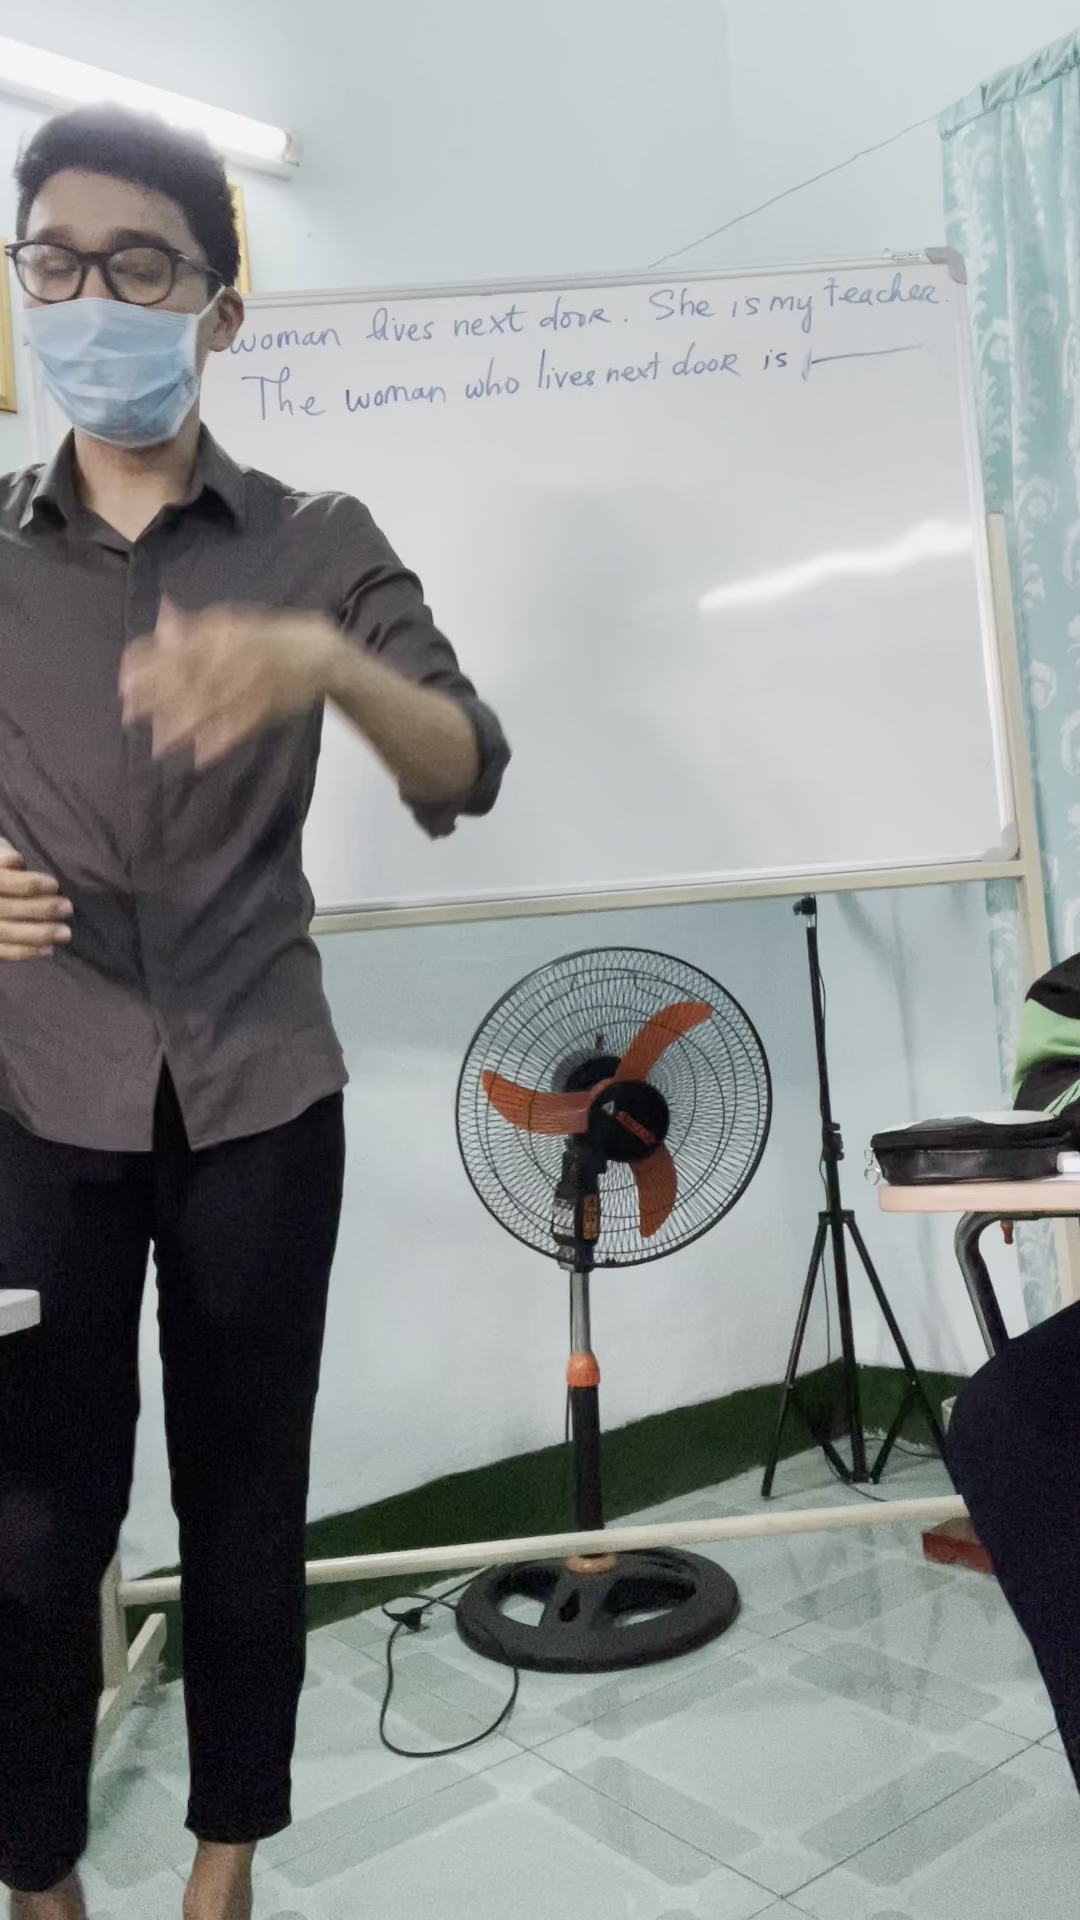 woman lives next door. She is my teacher.
The woman who lives next door is